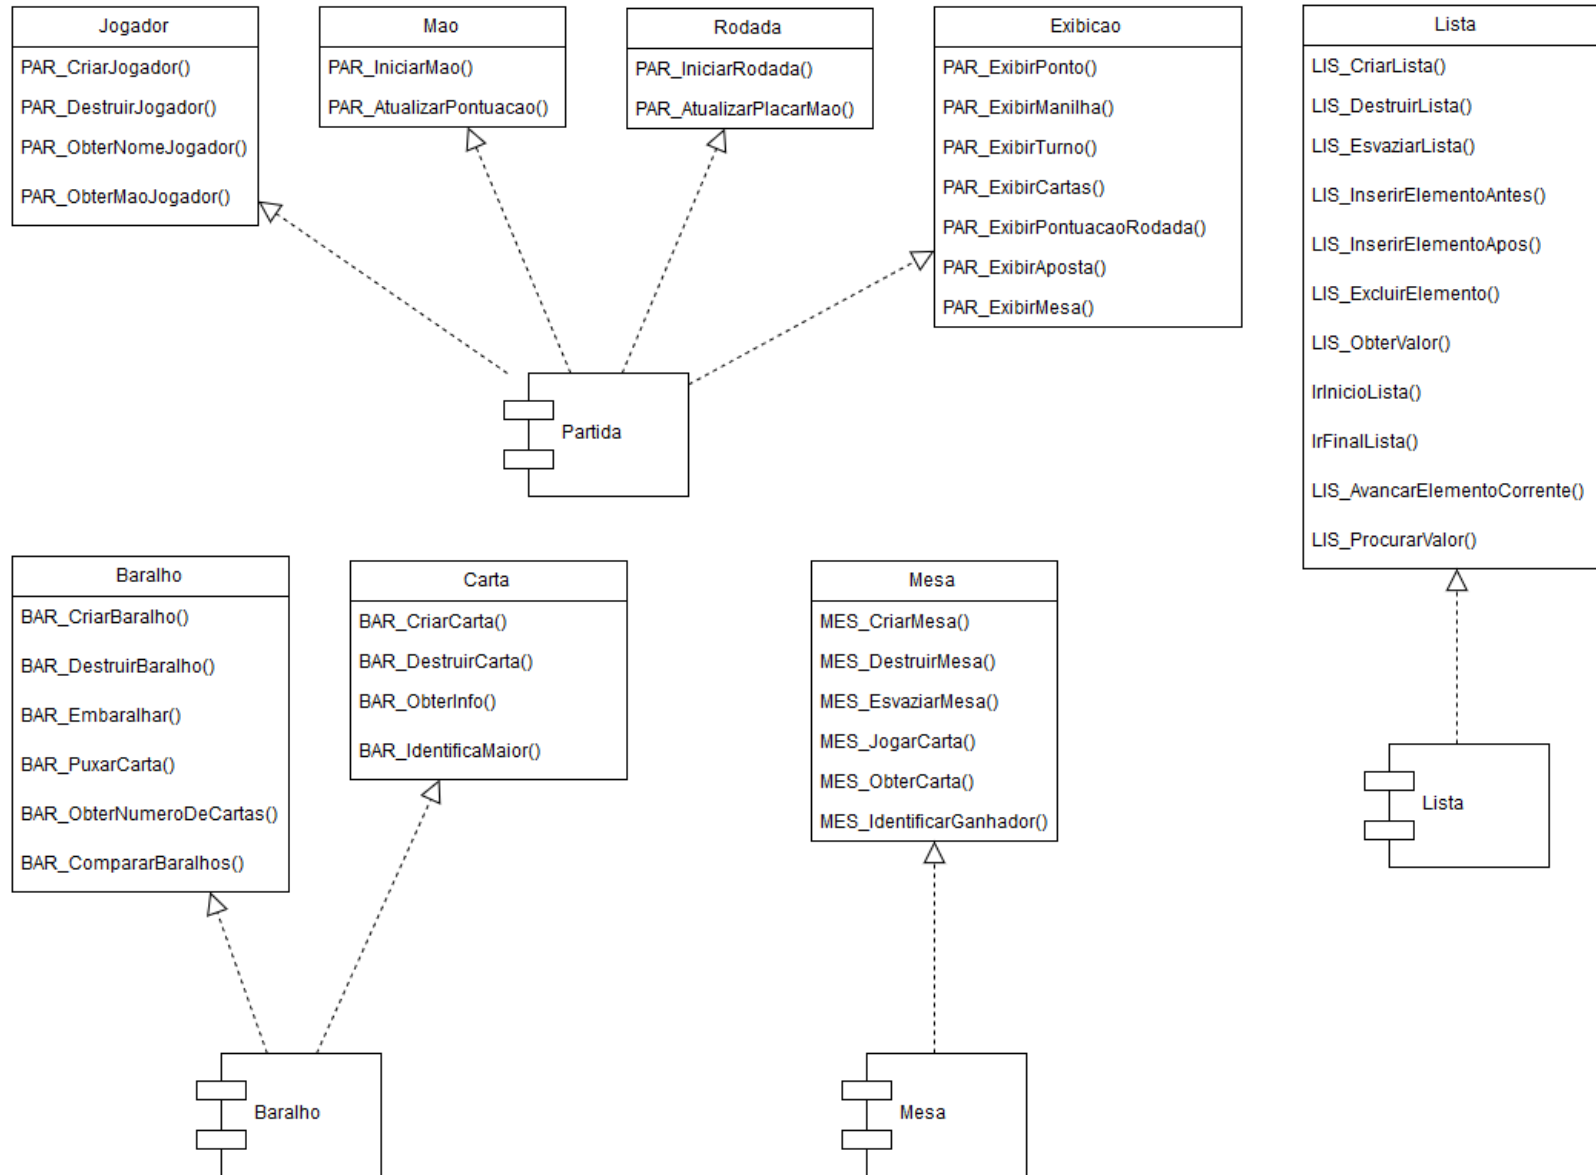 Jogador
PAR_CriarJogador()
PAR_DestruirJogador()
PAR_ObterNomeJogador()
PAR_ObterMaoJogador()
Mao
PAR_IniciarMao()
PAR_AtualizarPontuacao()
Rodada
PAR_IniciarRodada()
PAR_AtualizarPlacarMao()
Exibicao
PAR_ExibirPonto()
PAR_ExibirManilha()
PAR_ExibirTurno()
PAR_ExibirCartas()
PAR_ExibirPontuacaoRodada()
PAR_ExibirAposta()
PAR_ExibirMesa()
Lista
LIS_CriarLista()
LIS_DestruirLista()
LIS_EsvaziarLista()
LIS_InserirElementoAntes()
LIS_InserirElementoApos()
LIS_ExcluirElemento()
LIS_ObterValor()
IrInicioLista()
IrFinalLista()
LIS_AvancarElementoCorrente()
LIS_ProcurarValor()
Partida
Baralho
BAR_CriarBaralho()
BAR_DestruirBaralho()
BAR_Embaralhar()
BAR_PuxarCarta()
BAR_ObterNumeroDeCartas()
BAR_CompararBaralhos()
Carta
BAR_CriarCarta()
BAR_DestruirCarta()
BAR_ObterInfo()
BAR_IdentificaMaior()
Mesa
MES_CriarMesa()
MES_DestruirMesa()
MES_EsvaziarMesa()
MES_JogarCarta()
MES_ObterCarta()
MES_IdentificarGanhador()
Lista
Baralho
Mesa